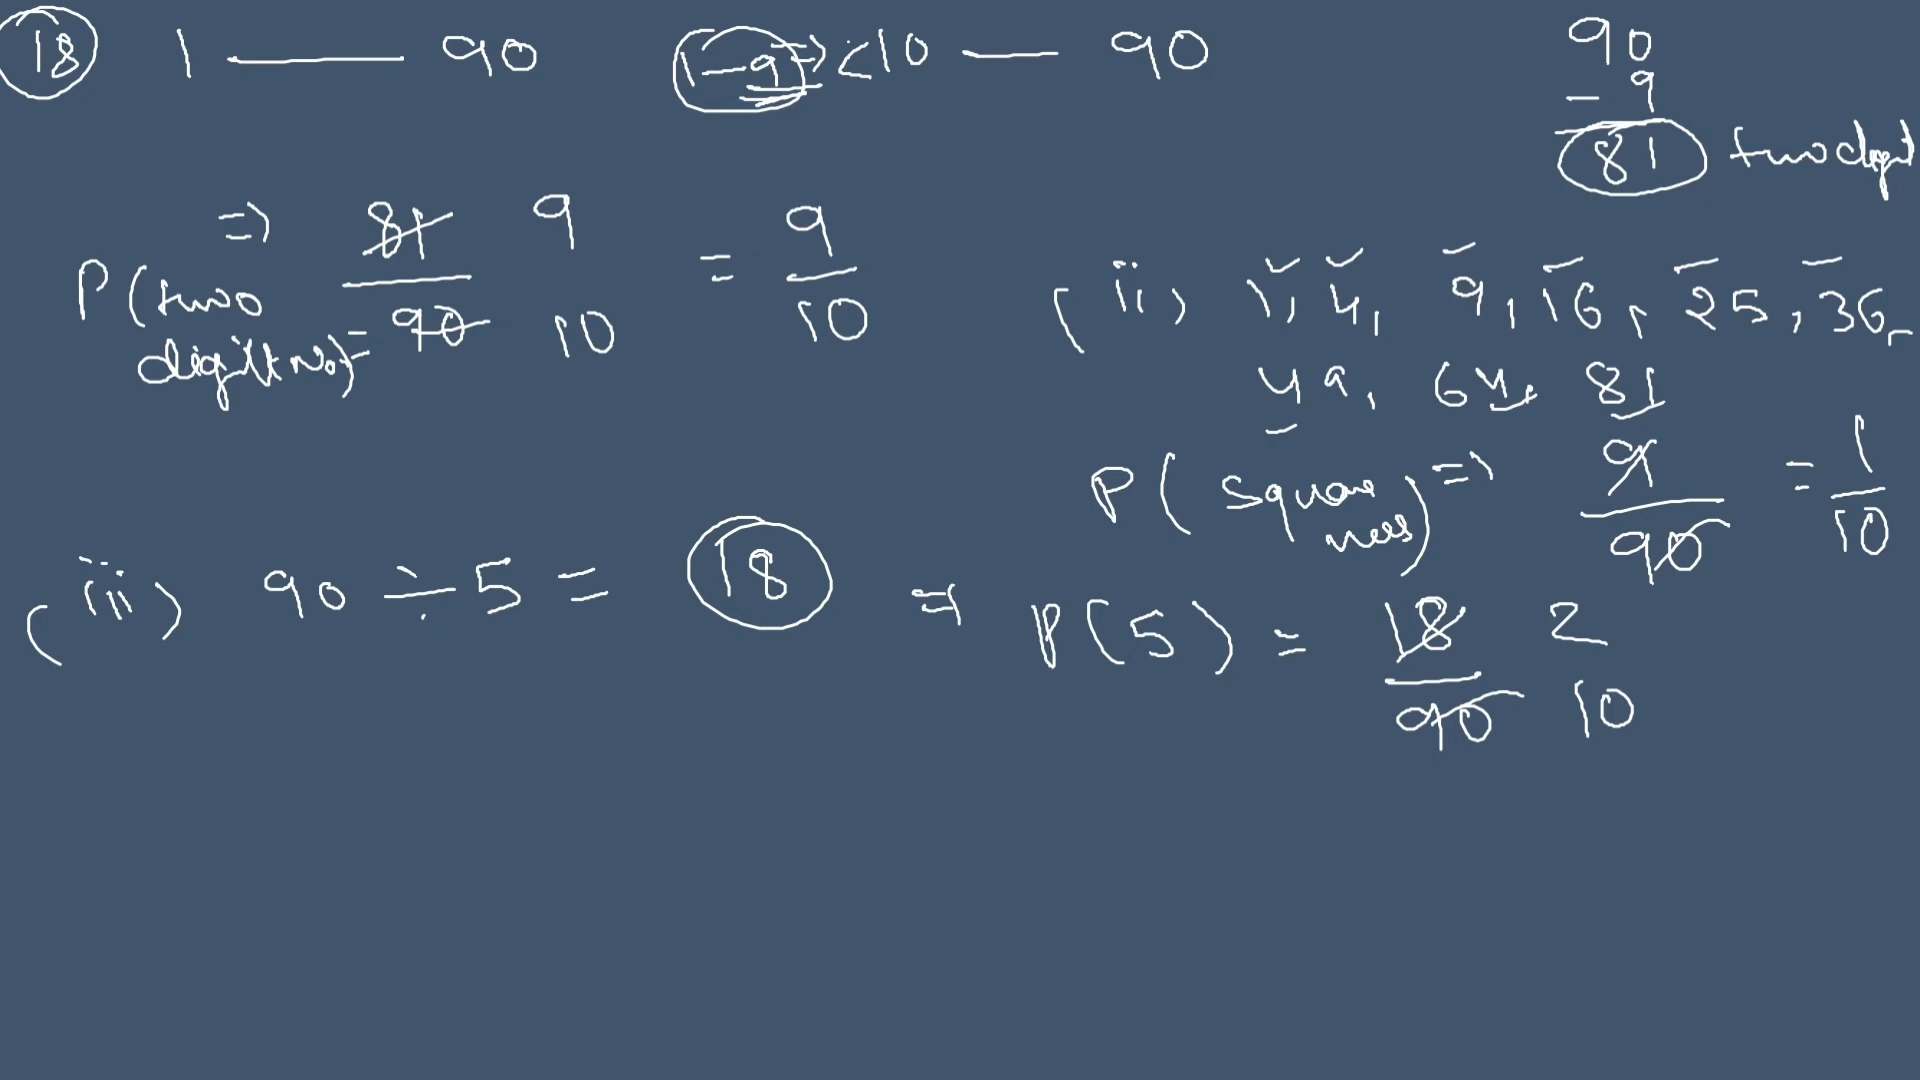 18 1 — 90 1 — 9 => < 10 — 90
90
- 9
81 two digit
=> 81/90 9/10 = 9/10
P(two digitt No) =
(ii) 1, 4, 9, 16, 25, 36,
49, 64, 81
P(square nos) => 9/90 = 1/10
(iii) 90 ÷ 5 = 18 => P(5) = 18/90 2/10